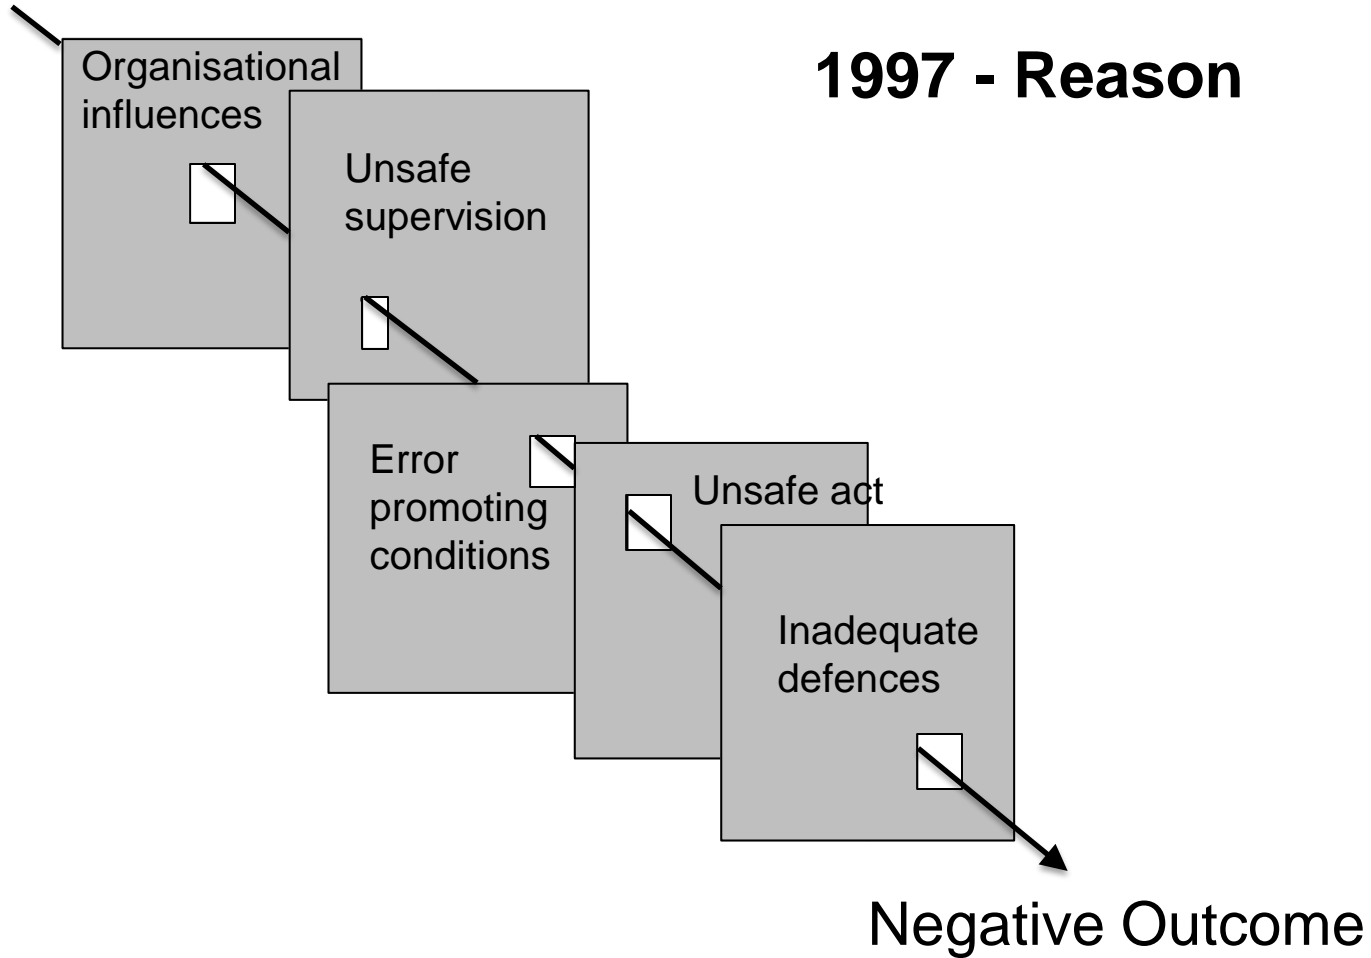 1997 - Reason
Organisational
influences
Unsafe
supervision
Error
promoting
conditions
Unsafe act
Inadequate
defences
Negative Outcome